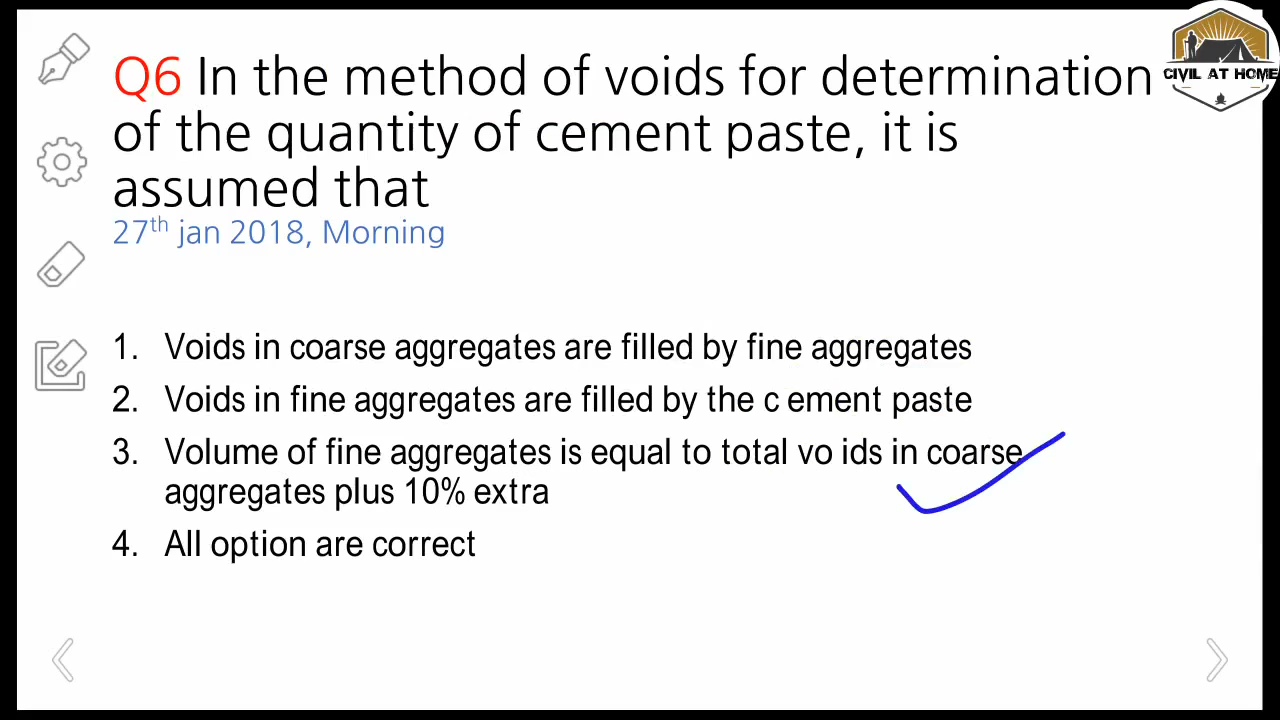 CIVIL AT HOME
Q6 In the method of voids for determination
of the quantity of cement paste, it is
assumed that
27th jan 2018, Morning
1. Voids in coarse aggregates are filled by fine aggregates
2. Voids in fine aggregates are filled by the c ement paste
3. Volume of fine aggregates is equal to total vo ids in coarse
aggregates plus 10% extra
4. All option are correct